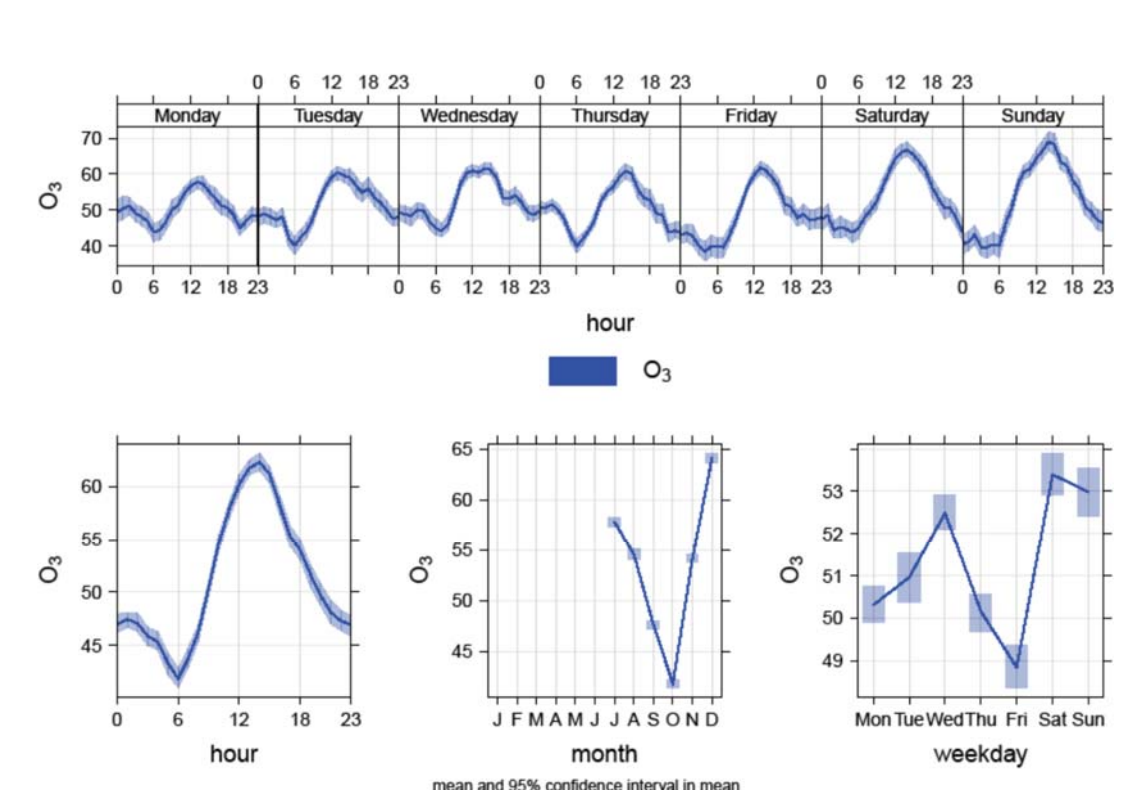 0 6 12 18 23 0 6 12 18 23 0 6 12 18 23
Monday Tuesday Wednesday Thursday Friday Saturday Sunday
70
60
50
40
O₃
0 6 12 18 23 0 6 12 18 23 0 6 12 18 23 0 6 12 18 23
hour
O₃
60
55
50
45
O₃
0 6 12 18 23
hour
65
60
55
50
45
O₃
J F M A M J J A S O N D
month
53
52
51
50
49
O₃
Mon Tue Wed Thu Fri Sat Sun
weekday
mean and 95% confidence interval in mean